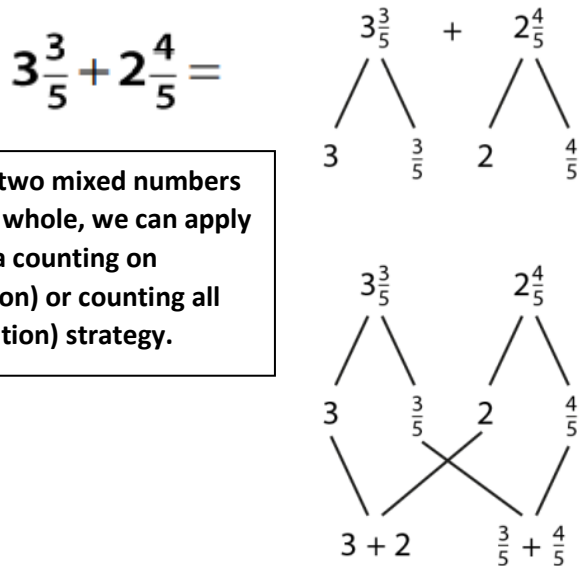 3 3/5 + 2 4/5 =
two mixed numbers
whole, we can apply
a counting on
on) or counting all
tion) strategy.
3 3/5 + 2 4/5
3 3/5 2 4/5
3 3/5 2 4/5
3 3/5 2 4/5
3 + 2 3/5 + 4/5